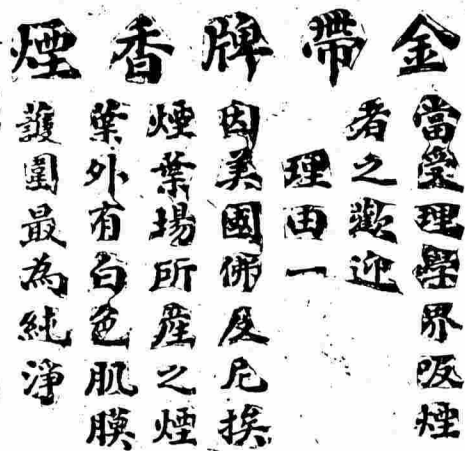 金帶牌香煙
當受理學界吸煙
者之歡迎
理由一
因美國佛及尼挨
煙葉場所產之煙
葉外有白色肌膜
護圍最為純淨